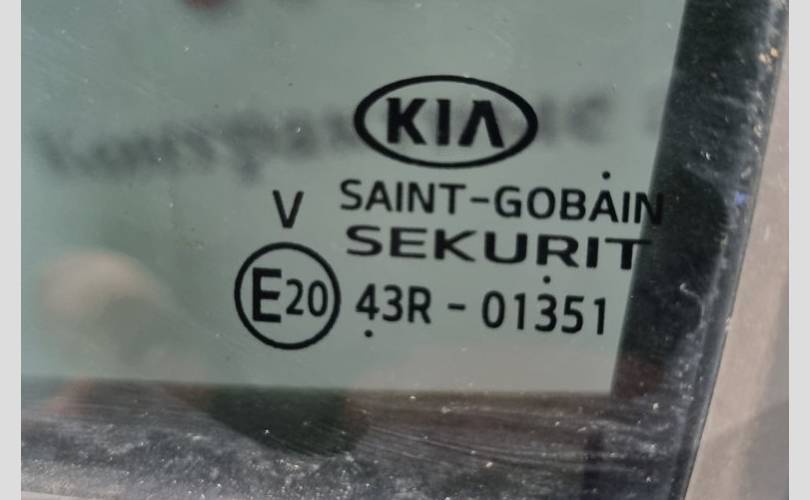 KIA
SAINT-GOBAIN
V
SEKURIT
E20 43R - 01351